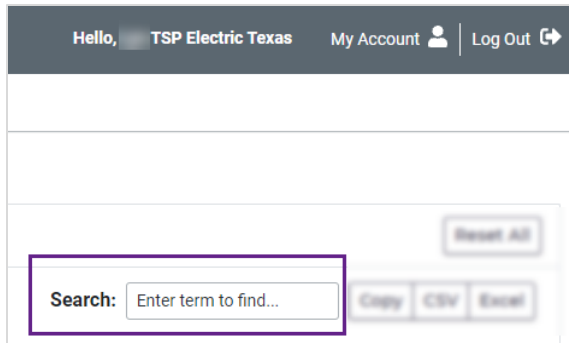 Hello, TSP Electric Texas My Account Log Out
Reset All
Search: Enter term to find... Copy CSV Excel